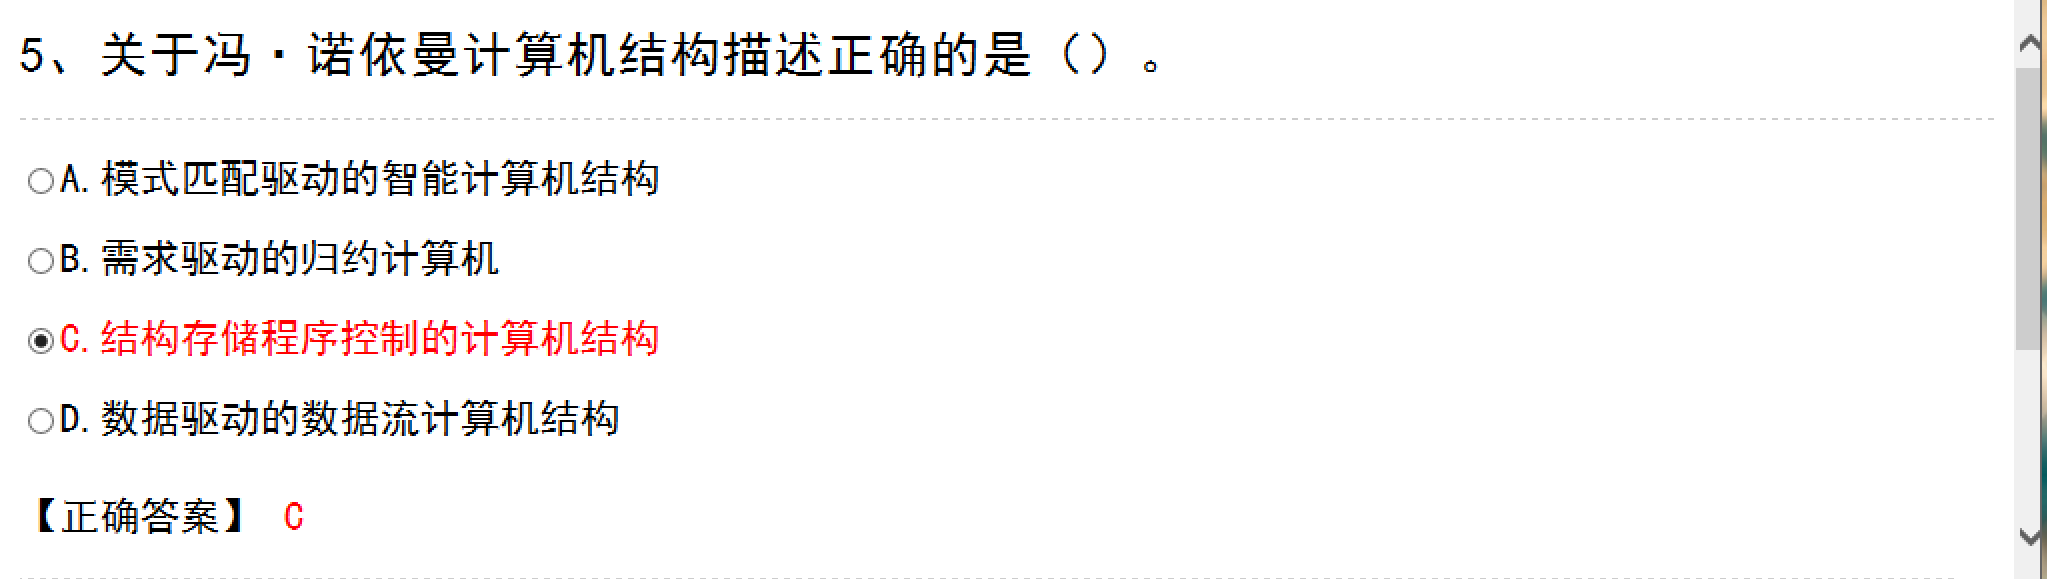 5、关于冯·诺依曼计算机结构描述正确的是（）。
A. 模式匹配驱动的智能计算机结构
B. 需求驱动的归约计算机
C. 结构存储程序控制的计算机结构
D. 数据驱动的数据流计算机结构
【正确答案】 C